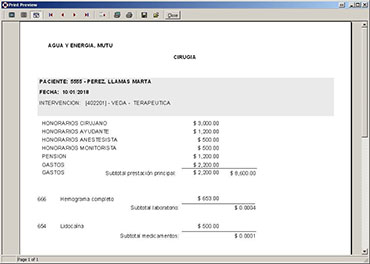 Print Preview
Close
AGUA Y ENERGIA, MUTU
CIRUGIA
PACIENTE: 5555 - PEREZ, LLAMAS MARTA
FECHA: 10/01/2018
INTERVENCION: [402201] - VEDA - TERAPEUTICA
HONORARIOS CIRUJANO $ 3,000.00
HONORARIOS AYUDANTE $ 1,200.00
HONORARIOS ANESTESISTA $ 500.00
HONORARIOS MONITORISTA $ 500.00
PENSION $ 1,200.00
GASTOS $ 2,200.00
GASTOS Subtotal prestación principal: $ 2,200.00 $ 8,600.00
666 Hemograma completo $ 653.00
Subtotal laboratorio: $ 0.0004
654 Lidocaína $ 500.00
Subtotal medicamentos: $ 0.0001
Page 1 of 1